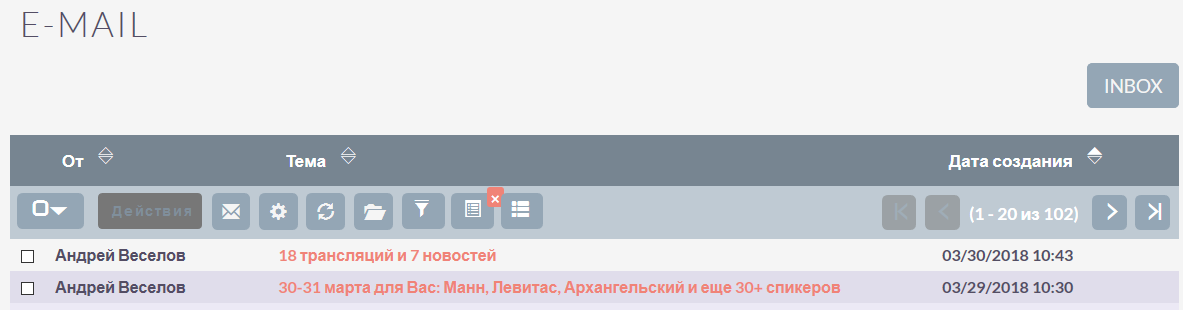 E-MAIL
INBOX
От Тема Дата создания
Действия (1 - 20 из 102)
Андрей Веселов 18 трансляций и 7 новостей 03/30/2018 10:43
Андрей Веселов 30-31 марта для Вас: Манн, Левитас, Архангельский и еще 30+ спикеров 03/29/2018 10:30